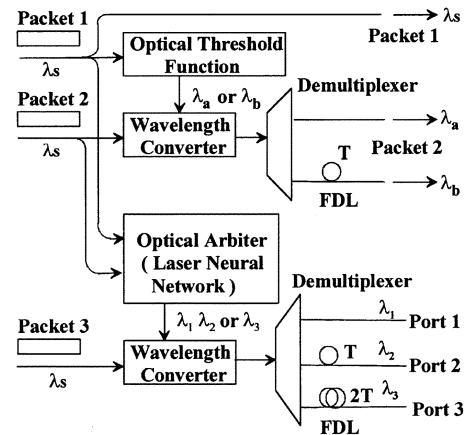 Packet 1
λs
Packet 1
λs
Optical Threshold
Function
λa or λb
Packet 2
λs
Wavelength
Converter
Demultiplexer
λa
Packet 2
T
FDL
λb
Optical Arbiter
( Laser Neural
Network )
λ1 λ2 or λ3
Packet 3
λs
Wavelength
Converter
Demultiplexer
λ1
Port 1
T
λ2
Port 2
2T
λ3
Port 3
FDL